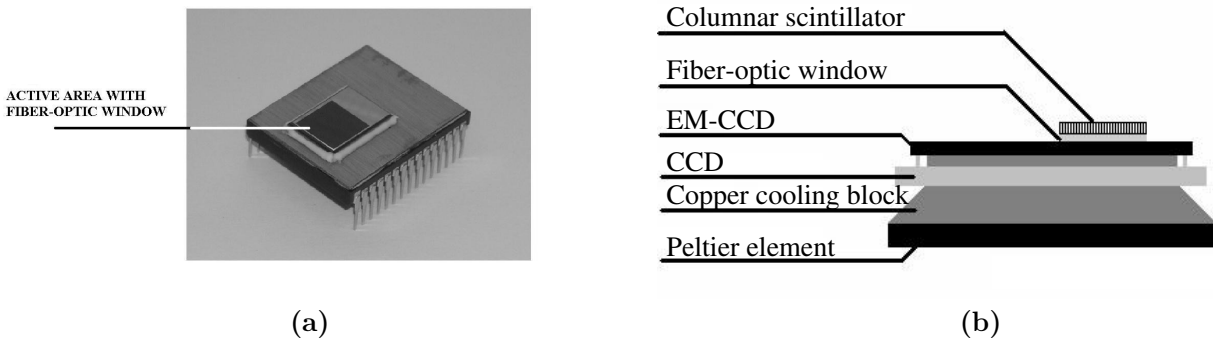 ACTIVE AREA WITH
FIBER-OPTIC WINDOW
(a)
Columnar scintillator
Fiber-optic window
EM-CCD
CCD
Copper cooling block
Peltier element
(b)